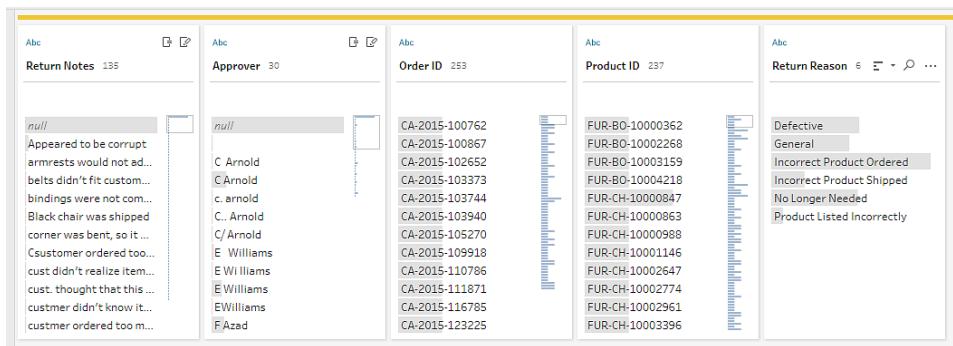 Abc
Return Notes 135
null
Appeared to be corrupt
armrests would not ad...
belts didn't fit custom...
bindings were not com...
Black chair was shipped
corner was bent, so it ...
Csustomer ordered too...
cust didn't realize item...
cust. thought that this ...
custmer didn't know it...
custmer ordered too m...
Abc
Approver 30
null
C  Arnold
C Arnold
c. arnold
C.. Arnold
C/ Arnold
E   Williams
E Wi lliams
E Williams
EWilliams
F Azad
Abc
Order ID 253
CA-2015-100762
CA-2015-100867
CA-2015-102652
CA-2015-103373
CA-2015-103744
CA-2015-103940
CA-2015-105270
CA-2015-109918
CA-2015-110786
CA-2015-111871
CA-2015-116785
CA-2015-123225
Abc
Product ID 237
FUR-BO-10000362
FUR-BO-10002268
FUR-BO-10003159
FUR-BO-10004218
FUR-CH-10000847
FUR-CH-10000863
FUR-CH-10000988
FUR-CH-10001146
FUR-CH-10002647
FUR-CH-10002774
FUR-CH-10002961
FUR-CH-10003396
Abc
Return Reason 6
Defective
General
Incorrect Product Ordered
Incorrect Product Shipped
No Longer Needed
Product Listed Incorrectly